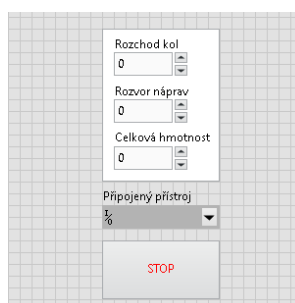 Rozchod kol
0
Rozvor náprav
0
Celková hmotnost
0
Připojený přístroj
I/O
STOP